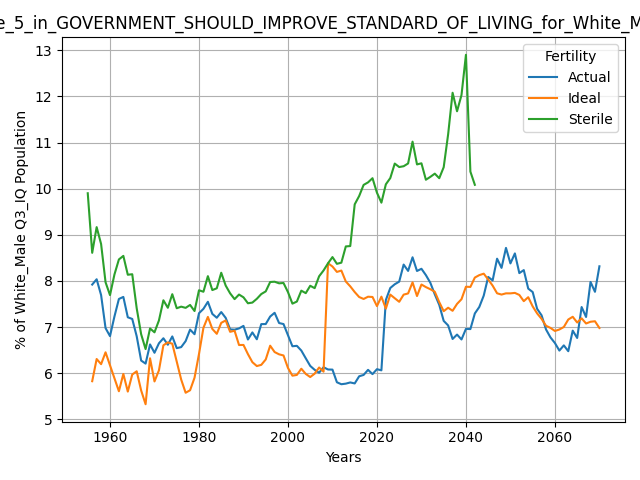 e_5_in_GOVERNMENT_SHOULD_IMPROVE_STANDARD_OF_LIVING_for_White_M
Fertility
Actual
Ideal
Sterile
% of White_Male Q3_IQ Population
13
12
11
10
9
8
7
6
5
1960
1980
2000
2020
2040
2060
Years